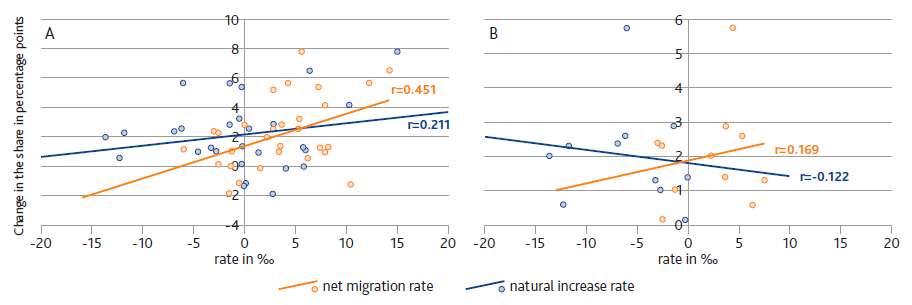 Change in the share in percentage points
A
10
8
6
4
2
0
-2
-4
-20 -15 -10 -5 0 5 10 15 20
rate in ‰
r=0.451
r=0.211
B
6
5
4
3
2
1
0
-20 -15 -10 -5 0 5 10 15 20
rate in ‰
r=0.169
r=-0.122
net migration rate
natural increase rate